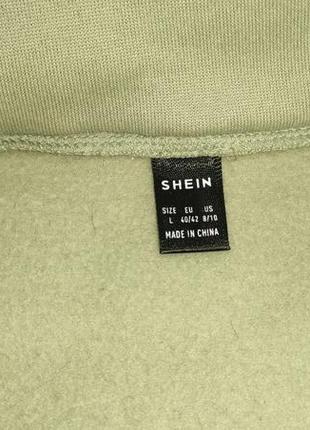 SHEIN
SIZE EU US
L 40/42 8/10
MADE IN CHINA